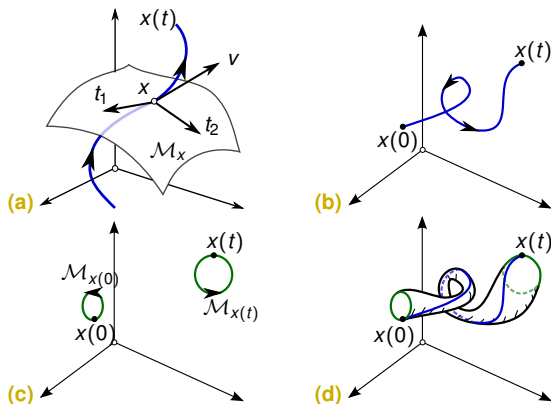 x(t)
x
v
t₁
t₂
ℳₓ
(a)
x(t)
x(0)
(b)
x(t)
ℳₓ₍₀₎
ℳₓ₍ₜ₎
x(0)
(c)
x(t)
x(0)
(d)